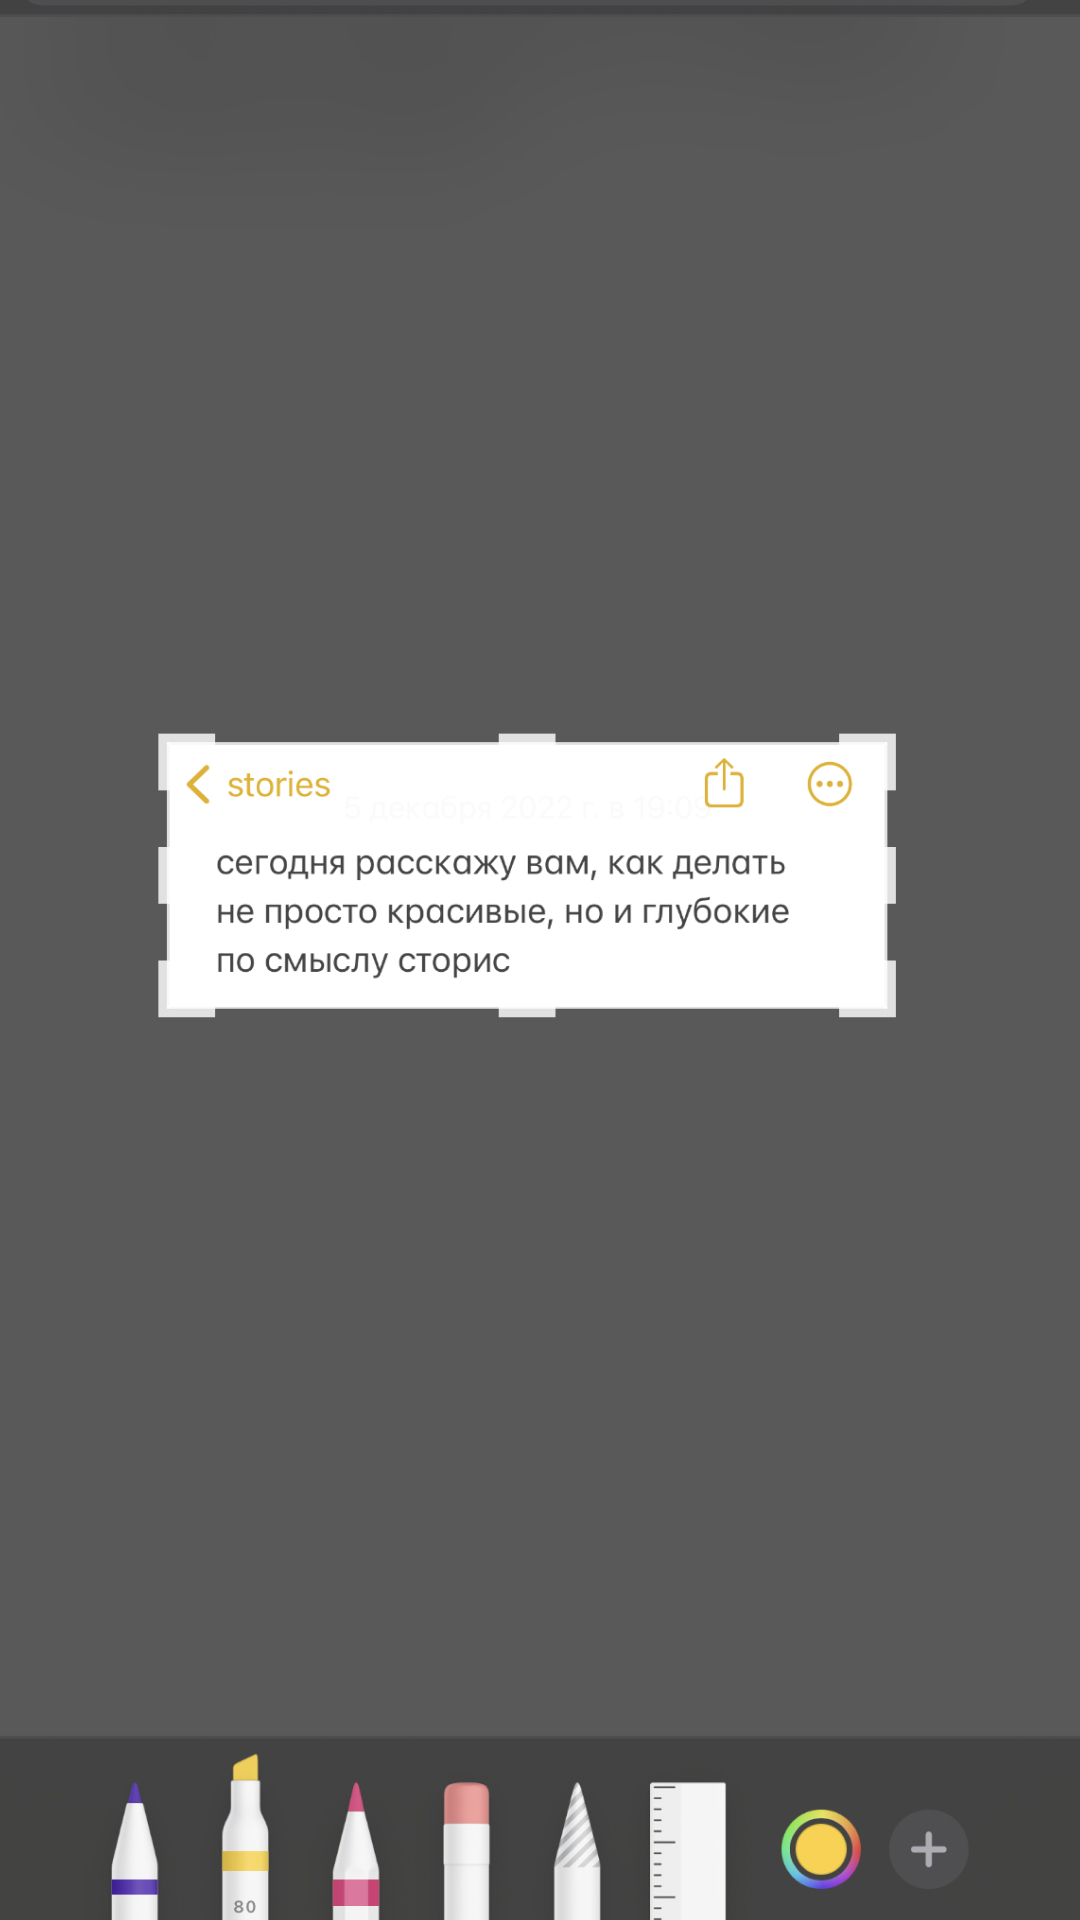 stories
5 декабря 2022 г. в 19:09
сегодня расскажу вам, как делать
не просто красивые, но и глубокие
по смыслу сторис
80